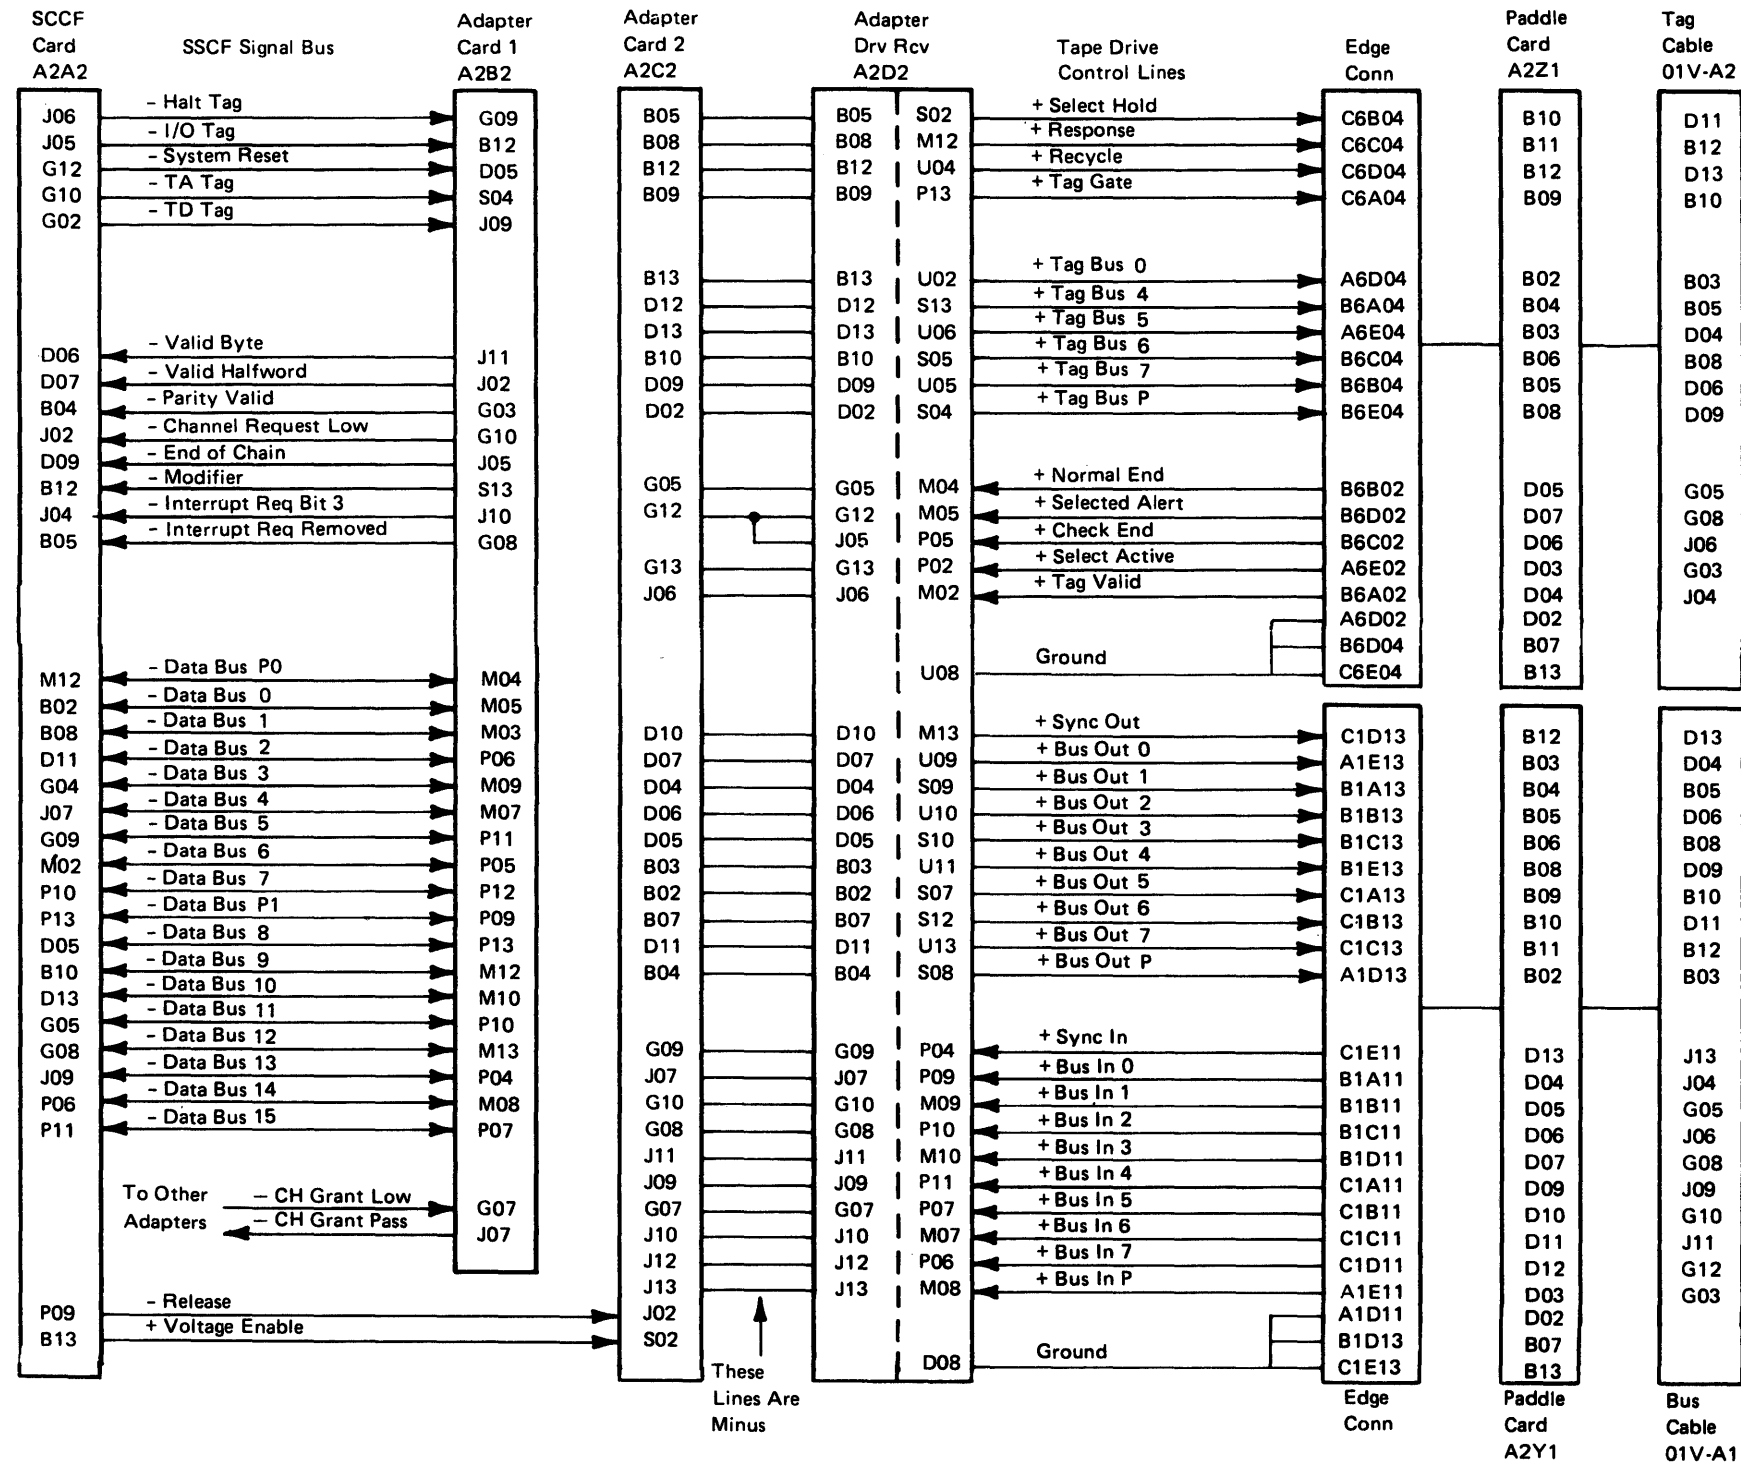 SCCF
Card
A2A2
SSCF Signal Bus
Adapter
Card 1
A2B2
Adapter
Card 2
A2C2
Adapter
Drv Rcv
A2D2
Tape Drive
Control Lines
Edge
Conn
Paddle
Card
A2Z1
Tag
Cable
01V-A2
J06 - Halt Tag G09
J05 - I/O Tag B12
G12 - System Reset D05
G10 - TA Tag S04
G02 - TD Tag J09
D06 - Valid Byte J11
D07 - Valid Halfword J02
B04 - Parity Valid G03
J02 - Channel Request Low G10
D09 - End of Chain J05
B12 - Modifier S13
J04 - Interrupt Req Bit 3 J10
B05 - Interrupt Req Removed G08
M12 - Data Bus P0 M04
B02 - Data Bus 0 M05
B08 - Data Bus 1 M03
D11 - Data Bus 2 P06
G04 - Data Bus 3 M09
J07 - Data Bus 4 M07
G09 - Data Bus 5 P11
M02 - Data Bus 6 P05
P10 - Data Bus 7 P12
P13 - Data Bus P1 P09
D05 - Data Bus 8 P13
B10 - Data Bus 9 M12
D13 - Data Bus 10 M10
G05 - Data Bus 11 P10
G08 - Data Bus 12 M13
J09 - Data Bus 13 P04
P06 - Data Bus 14 M08
P11 - Data Bus 15 P07
To Other
Adapters
- CH Grant Low G07
- CH Grant Pass J07
P09 - Release J02
B13 + Voltage Enable S02
B05 B05 S02 + Select Hold C6B04 B10 D11
B08 B08 M12 + Response C6C04 B11 B12
B12 B12 U04 + Recycle C6D04 B12 D13
B09 B09 P13 + Tag Gate C6A04 B09 B10
B13 B13 U02 + Tag Bus 0 A6D04 B02 B03
D12 D12 S13 + Tag Bus 4 B6A04 B04 B05
D13 D13 U06 + Tag Bus 5 A6E04 B03 D04
B10 B10 S05 + Tag Bus 6 B6C04 B06 B08
D09 D09 U05 + Tag Bus 7 B6B04 B05 D06
D02 D02 S04 + Tag Bus P B6E04 B08 D09
G05 G05 M04 + Normal End B6B02 D05 G05
G12 G12 M05 + Selected Alert B6D02 D07 G08
J05 P05 + Check End B6C02 D06 J06
G13 G13 P02 + Select Active A6E02 D03 G03
J06 J06 M02 + Tag Valid B6A02 D04 J04
A6D02 D02
B6D04 B07
U08 Ground C6E04 B13
D10 D10 M13 + Sync Out C1D13 B12 D13
D07 D07 U09 + Bus Out 0 A1E13 B03 D04
D04 D04 S09 + Bus Out 1 B1A13 B04 B05
D06 D06 U10 + Bus Out 2 B1B13 B05 D06
D05 D05 S10 + Bus Out 3 B1C13 B06 B08
B03 B03 U11 + Bus Out 4 B1E13 B08 D09
B02 B02 S07 + Bus Out 5 C1A13 B09 B10
B07 B07 S12 + Bus Out 6 C1B13 B10 D11
D11 D11 U13 + Bus Out 7 C1C13 B11 B12
B04 B04 S08 + Bus Out P A1D13 B02 B03
G09 G09 P04 + Sync In C1E11 D13 J13
J07 J07 P09 + Bus In 0 B1A11 D04 J04
G10 G10 M09 + Bus In 1 B1B11 D05 G05
G08 G08 P10 + Bus In 2 B1C11 D06 J06
J11 J11 M10 + Bus In 3 B1D11 D07 G08
J09 J09 P11 + Bus In 4 C1A11 D09 J09
G07 G07 P07 + Bus In 5 C1B11 D10 G10
J10 J10 M07 + Bus In 6 C1C11 D11 J11
J12 J12 P06 + Bus In 7 C1D11 D12 G12
J13 J13 M08 + Bus In P A1E11 D03 G03
A1D11 D02
B1D13 B07
D08 Ground C1E13 B13
These
Lines Are
Minus
Edge
Conn
Paddle
Card
A2Y1
Bus
Cable
01V-A1